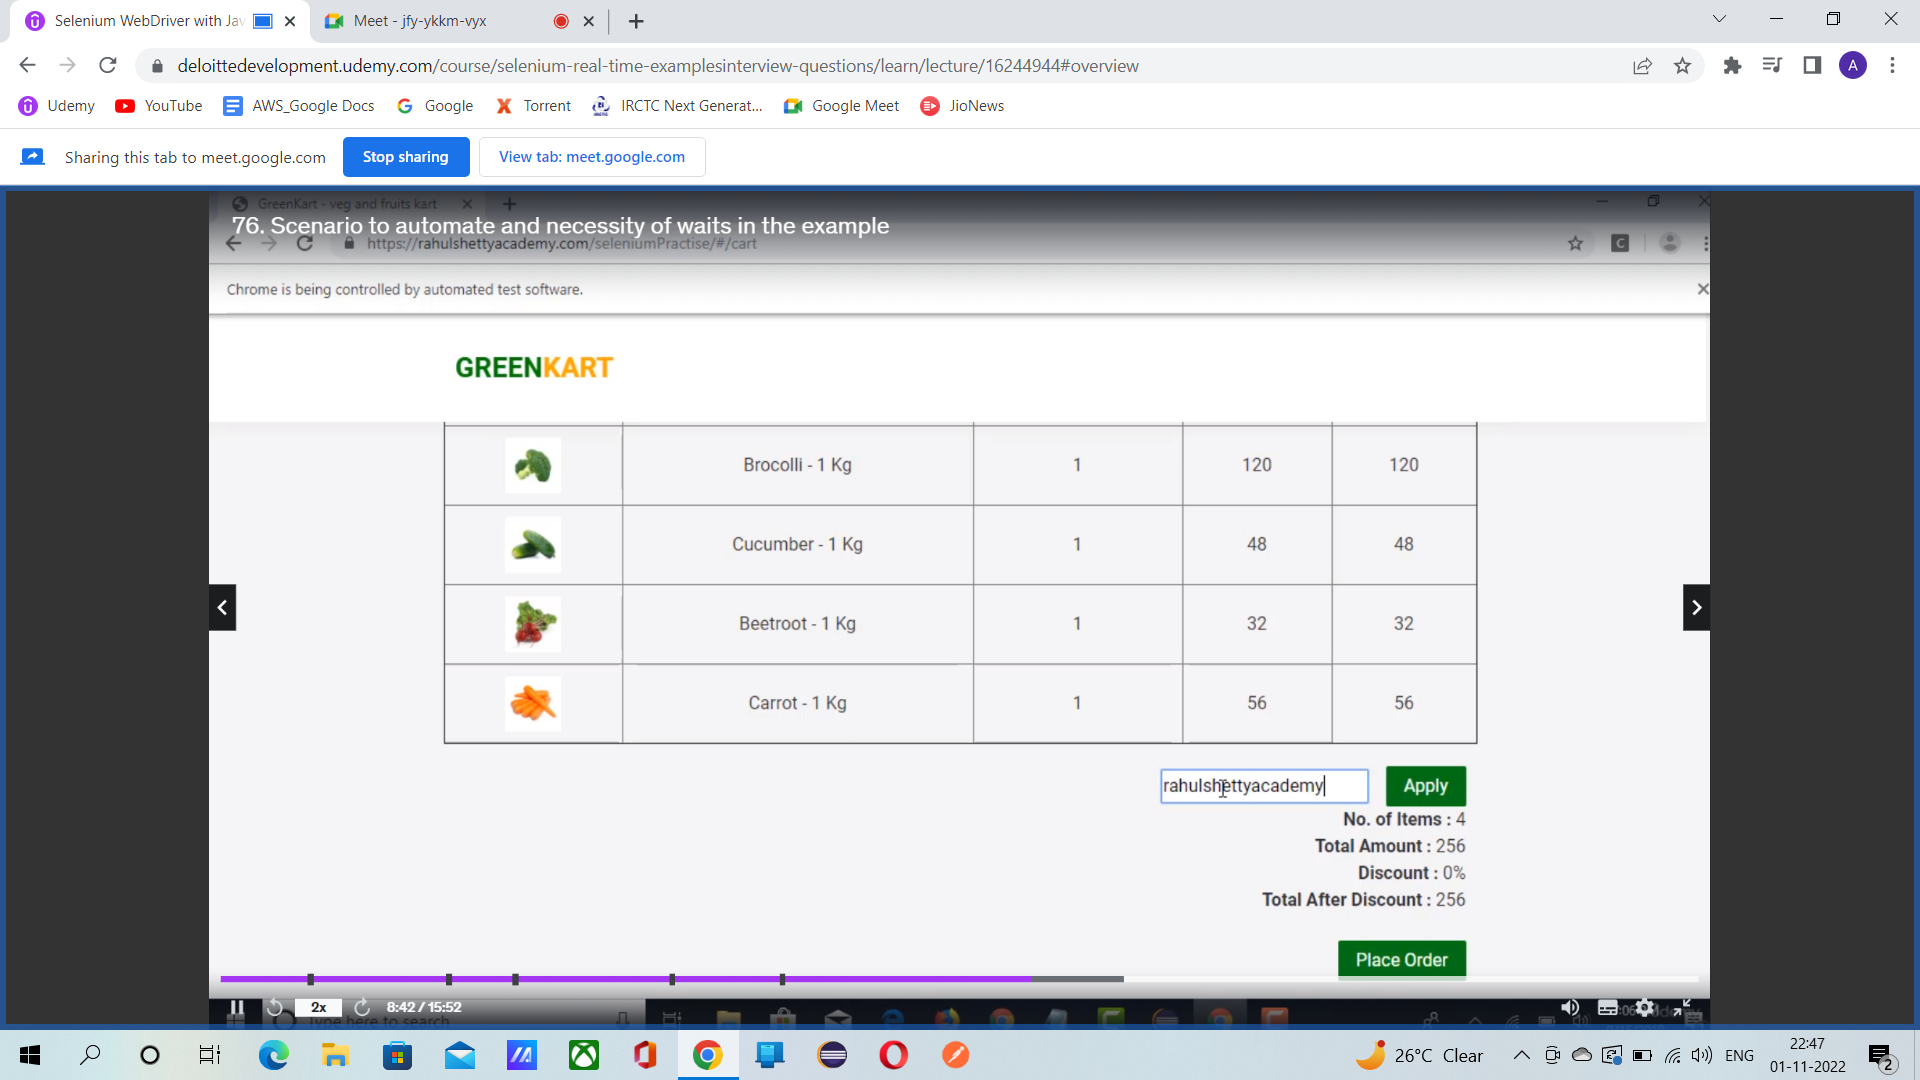 Selenium WebDriver with Jav
Meet - jfy-ykkm-vyx
deloittedevelopment.udemy.com/course/selenium-real-time-examplesinterview-questions/learn/lecture/16244944#overview
A
Udemy
YouTube
AWS_Google Docs
Google
Torrent
IRCTC Next Generat...
Google Meet
JioNews
Sharing this tab to meet.google.com
Stop sharing
View tab: meet.google.com
GreenKart - veg and fruits kart
76. Scenario to automate and necessity of waits in the example
https://rahulshettyacademy.com/seleniumPractise/#/cart
Chrome is being controlled by automated test software.
GREENKART
Brocolli - 1 Kg 1 120 120
Cucumber - 1 Kg 1 48 48
Beetroot - 1 Kg 1 32 32
Carrot - 1 Kg 1 56 56
rahulshettyacademy
Apply
No. of Items : 4
Total Amount : 256
Discount : 0%
Total After Discount : 256
Place Order
2x
8:42 / 15:52
Type here to search
26°C Clear
ENG
22:47
01-11-2022
2